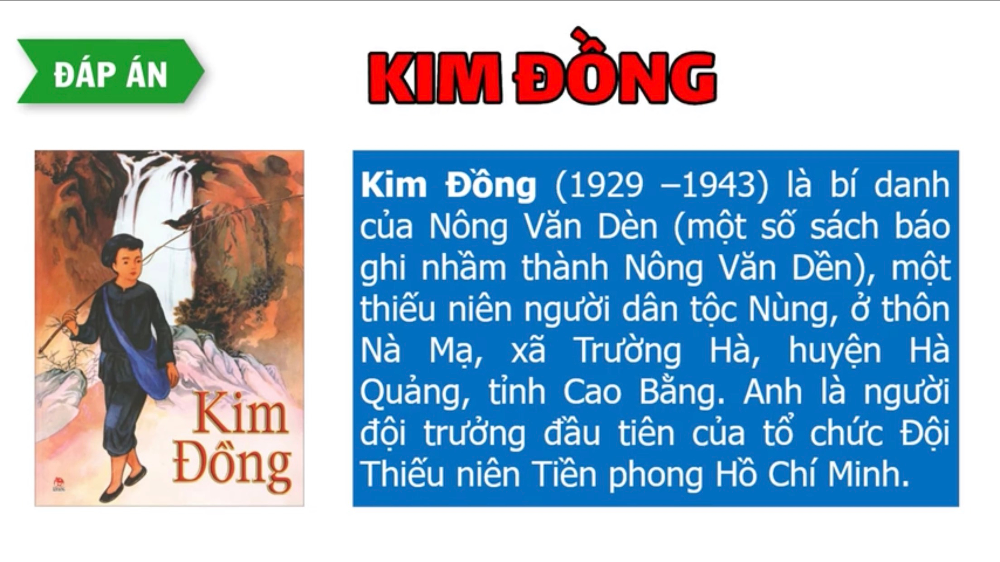 ĐÁP ÁN
KIM ĐỒNG
Kim
Đồng
Kim Đồng (1929 –1943) là bí danh
của Nông Văn Dèn (một số sách báo
ghi nhầm thành Nông Văn Dền), một
thiếu niên người dân tộc Nùng, ở thôn
Nà Mạ, xã Trường Hà, huyện Hà
Quảng, tỉnh Cao Bằng. Anh là người
đội trưởng đầu tiên của tổ chức Đội
Thiếu niên Tiền phong Hồ Chí Minh.